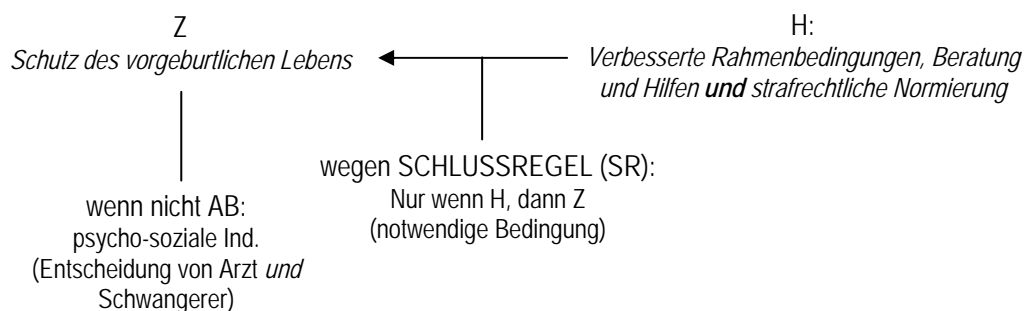 Z
Schutz des vorgeburtlichen Lebens
H:
Verbesserte Rahmenbedingungen, Beratung
und Hilfen und strafrechtliche Normierung
wegen SCHLUSSREGEL (SR):
Nur wenn H, dann Z
(notwendige Bedingung)
wenn nicht AB:
psycho-soziale Ind.
(Entscheidung von Arzt und
Schwangerer)